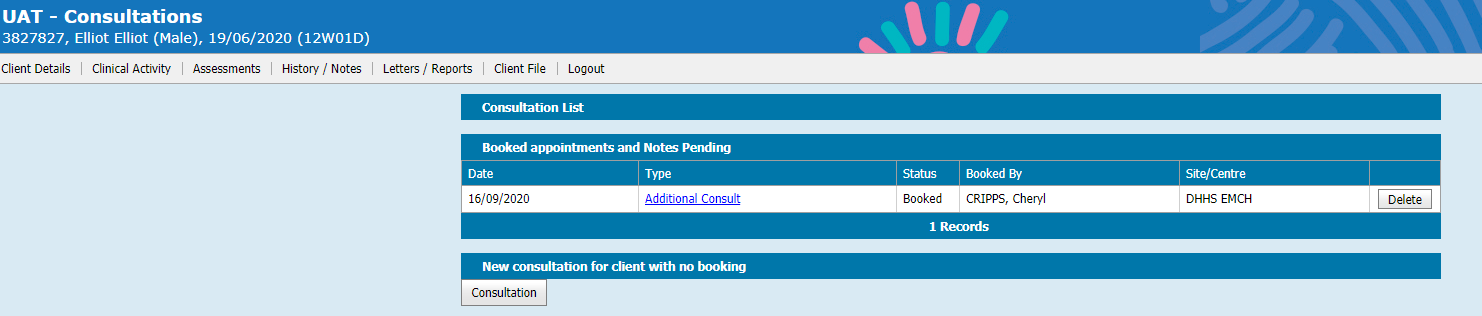 UAT - Consultations
3827827, Elliot Elliot (Male), 19/06/2020 (12W01D)
Client Details | Clinical Activity | Assessments | History / Notes | Letters / Reports | Client File | Logout
Consultation List
Booked appointments and Notes Pending
Date Type Status Booked By Site/Centre
16/09/2020 Additional Consult Booked CRIPPS, Cheryl DHHS EMCH Delete
1 Records
New consultation for client with no booking
Consultation